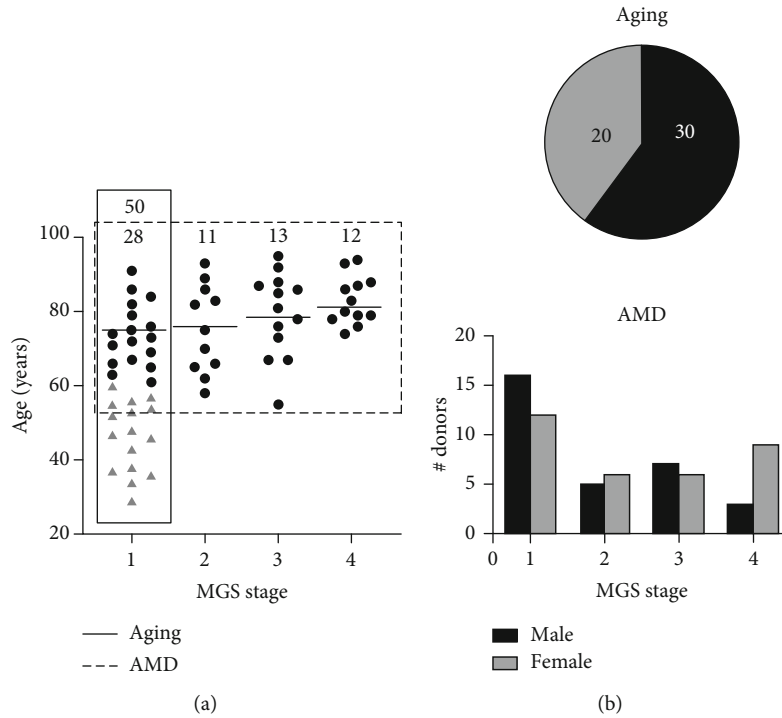 Aging
20
30
50
28
11
13
12
100
80
60
40
20
Age (years)
1
2
3
4
MGS stage
Aging
AMD
(a)
AMD
20
15
10
5
0
# donors
0
1
2
3
4
MGS stage
Male
Female
(b)